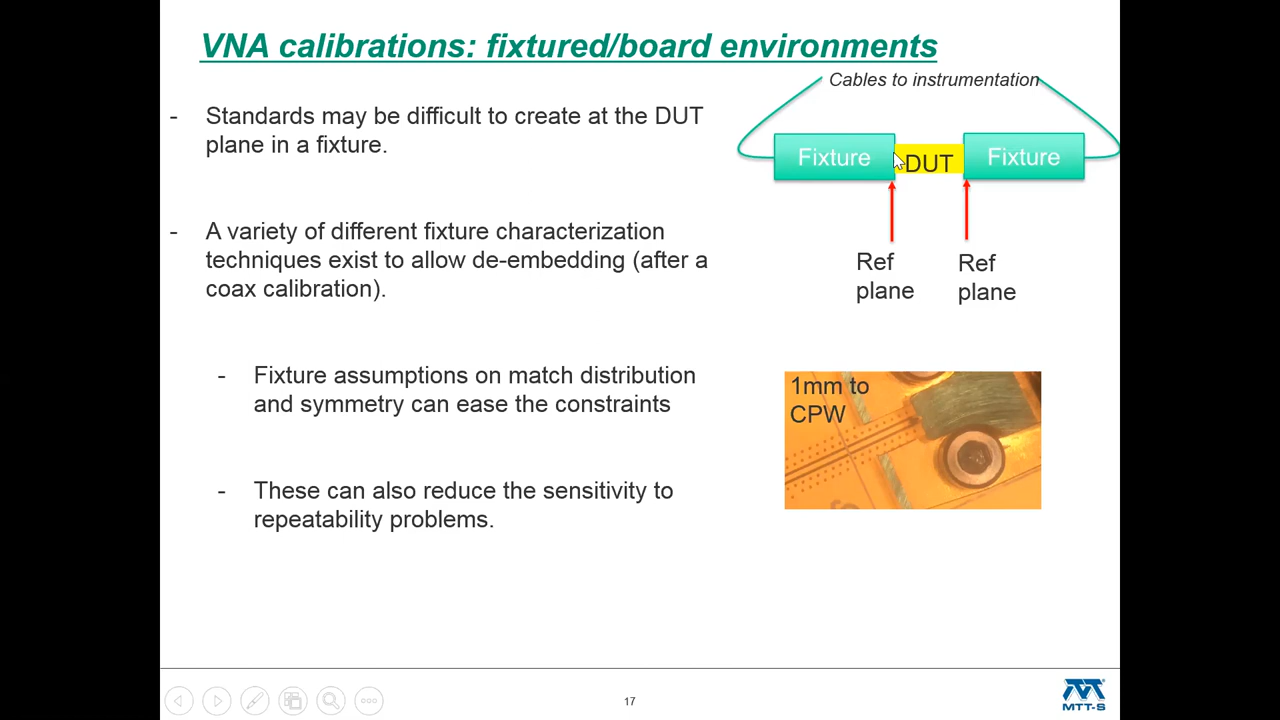 VNA calibrations: fixtured/board environments
Cables to instrumentation
- Standards may be difficult to create at the DUT
plane in a fixture.
Fixture DUT Fixture
- A variety of different fixture characterization
techniques exist to allow de-embedding (after a
coax calibration).
Ref
plane
Ref
plane
- Fixture assumptions on match distribution
and symmetry can ease the constraints
1mm to
CPW
- These can also reduce the sensitivity to
repeatability problems.
17
MTT-S